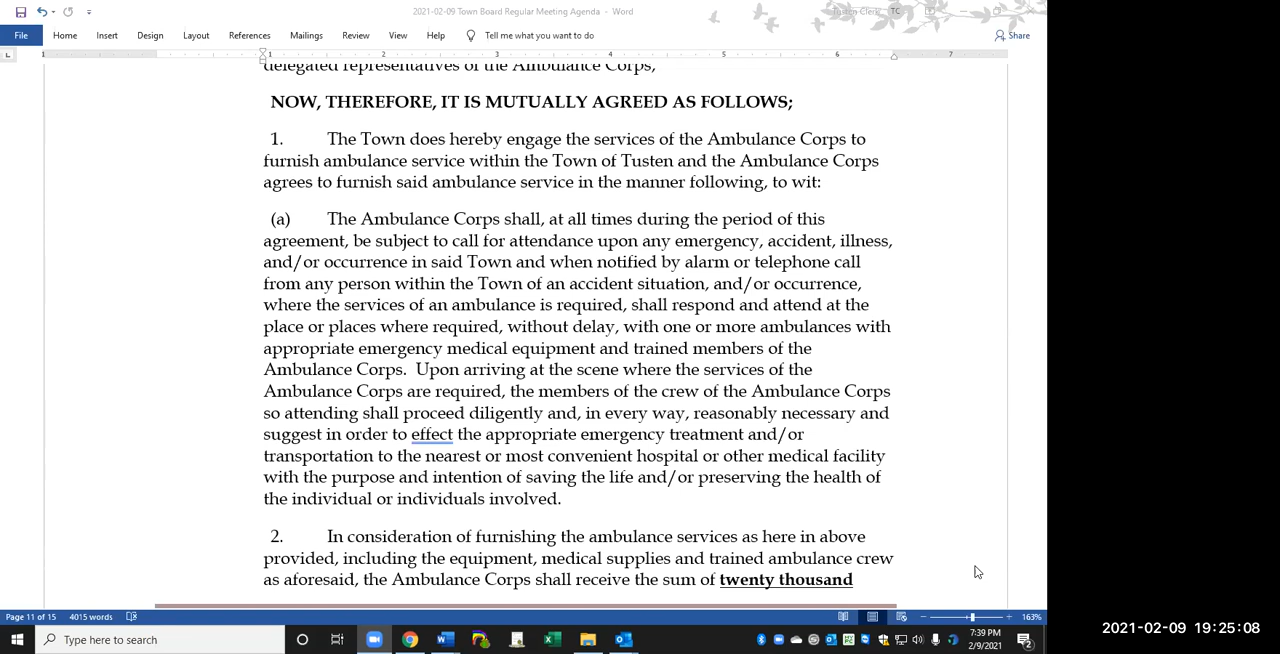 2021-02-09 Town Board Regular Meeting Agenda - Word
TC
File Home Insert Design Layout References Mailings Review View Help Tell me what you want to do Share
1 1 2 3 4 5 6 7
delegated representatives of the Ambulance Corps,
NOW, THEREFORE, IT IS MUTUALLY AGREED AS FOLLOWS;
1. The Town does hereby engage the services of the Ambulance Corps to
furnish ambulance service within the Town of Tusten and the Ambulance Corps
agrees to furnish said ambulance service in the manner following, to wit:
(a) The Ambulance Corps shall, at all times during the period of this
agreement, be subject to call for attendance upon any emergency, accident, illness,
and/or occurrence in said Town and when notified by alarm or telephone call
from any person within the Town of an accident situation, and/or occurrence,
where the services of an ambulance is required, shall respond and attend at the
place or places where required, without delay, with one or more ambulances with
appropriate emergency medical equipment and trained members of the
Ambulance Corps. Upon arriving at the scene where the services of the
Ambulance Corps are required, the members of the crew of the Ambulance Corps
so attending shall proceed diligently and, in every way, reasonably necessary and
suggest in order to effect the appropriate emergency treatment and/or
transportation to the nearest or most convenient hospital or other medical facility
with the purpose and intention of saving the life and/or preserving the health of
the individual or individuals involved.
2. In consideration of furnishing the ambulance services as here in above
provided, including the equipment, medical supplies and trained ambulance crew
as aforesaid, the Ambulance Corps shall receive the sum of twenty thousand
Page 11 of 15 4015 words 163%
Type here to search
7:39 PM
2/9/2021
2021-02-09 19:25:08